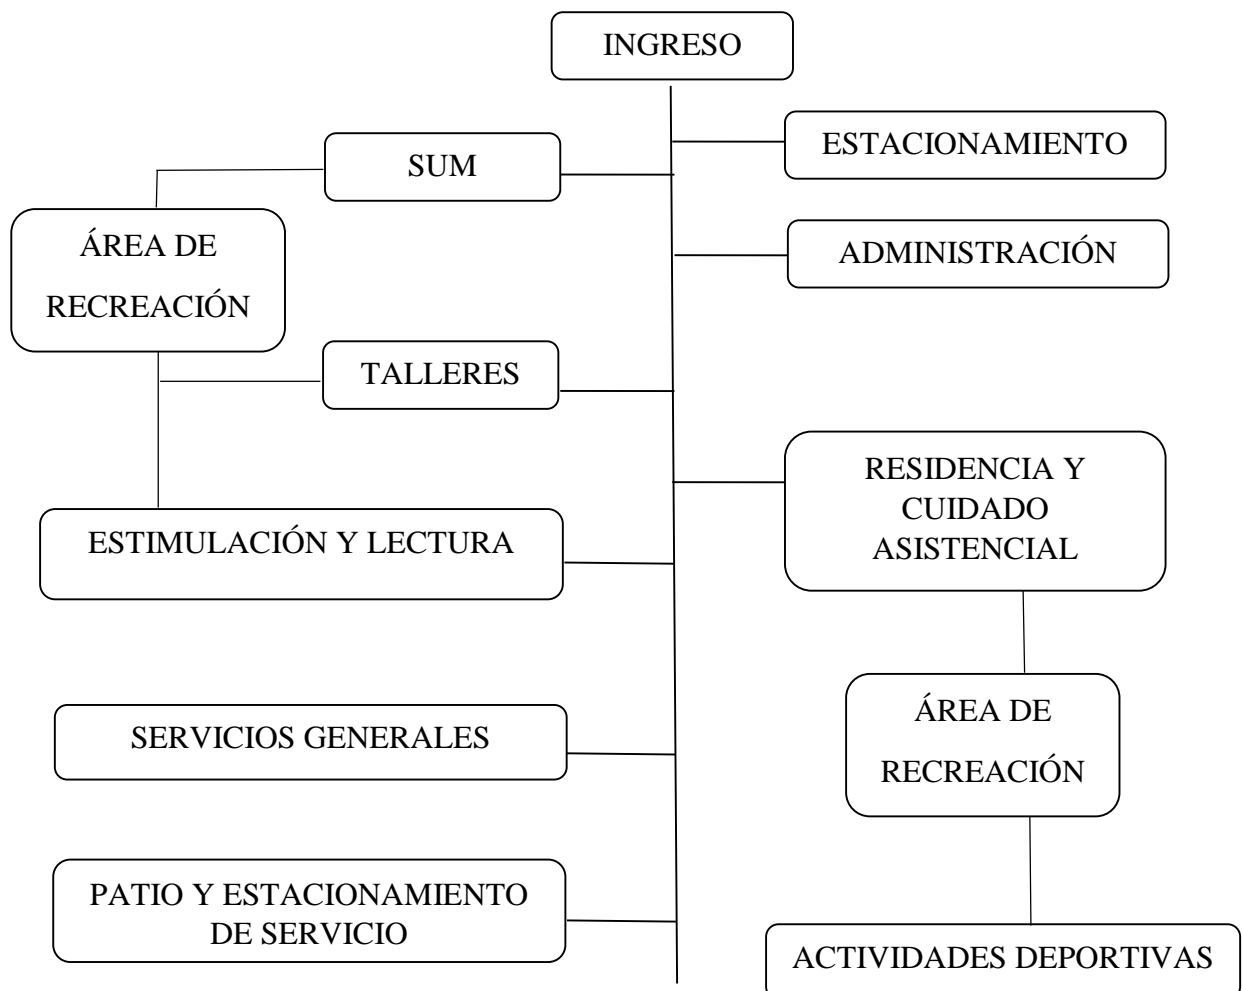 INGRESO
ESTACIONAMIENTO
SUM
ÁREA DE
RECREACIÓN
ADMINISTRACIÓN
TALLERES
RESIDENCIA Y
CUIDADO
ASISTENCIAL
ESTIMULACIÓN Y LECTURA
ÁREA DE
RECREACIÓN
SERVICIOS GENERALES
PATIO Y ESTACIONAMIENTO
DE SERVICIO
ACTIVIDADES DEPORTIVAS